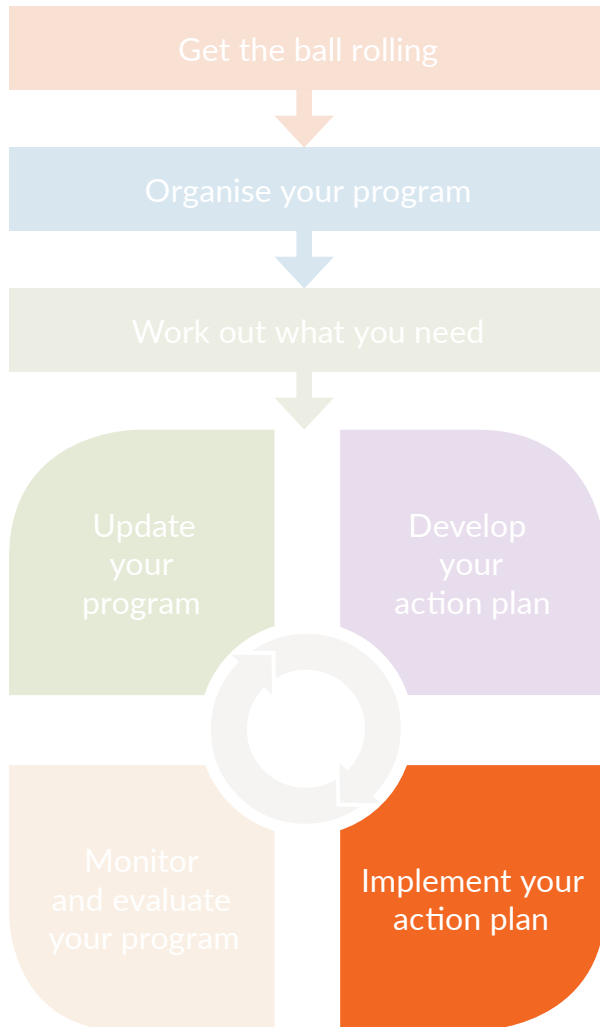 Get the ball rolling
Organise your program
Work out what you need
Update
your
program
Develop
your
action plan
Monitor
and evaluate
your program
Implement your
action plan